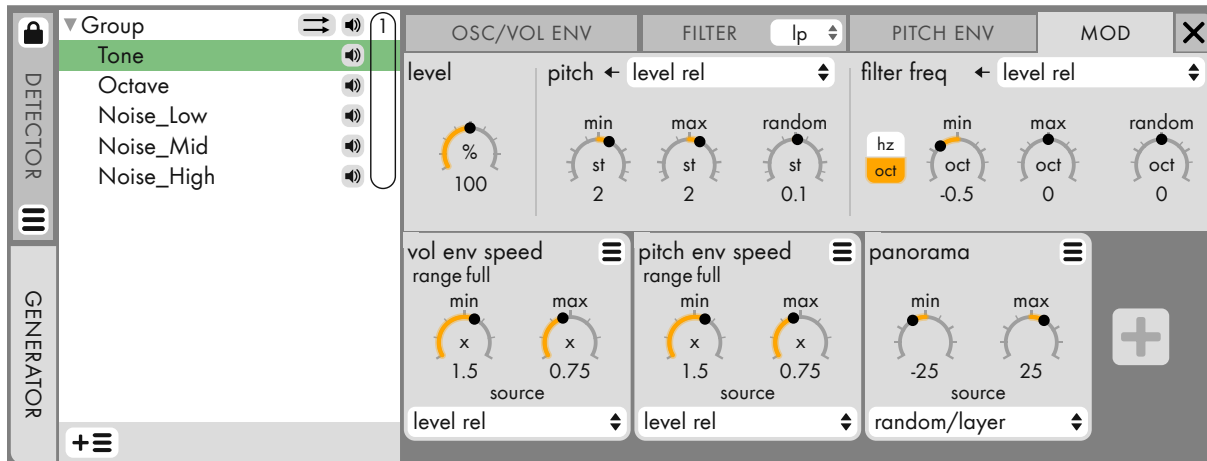 DETECTOR
GENERATOR
Group
1
Tone
Octave
Noise_Low
Noise_Mid
Noise_High
OSC/VOL ENV FILTER lp PITCH ENV MOD
level
%
100
pitch level rel
min max random
st st st
2 2 0.1
filter freq level rel
hz
oct
min max random
oct oct oct
-0.5 0 0
vol env speed
range full
min max
x x
1.5 0.75
source
level rel
pitch env speed
range full
min max
x x
1.5 0.75
source
level rel
panorama
min max
-25 25
source
random/layer